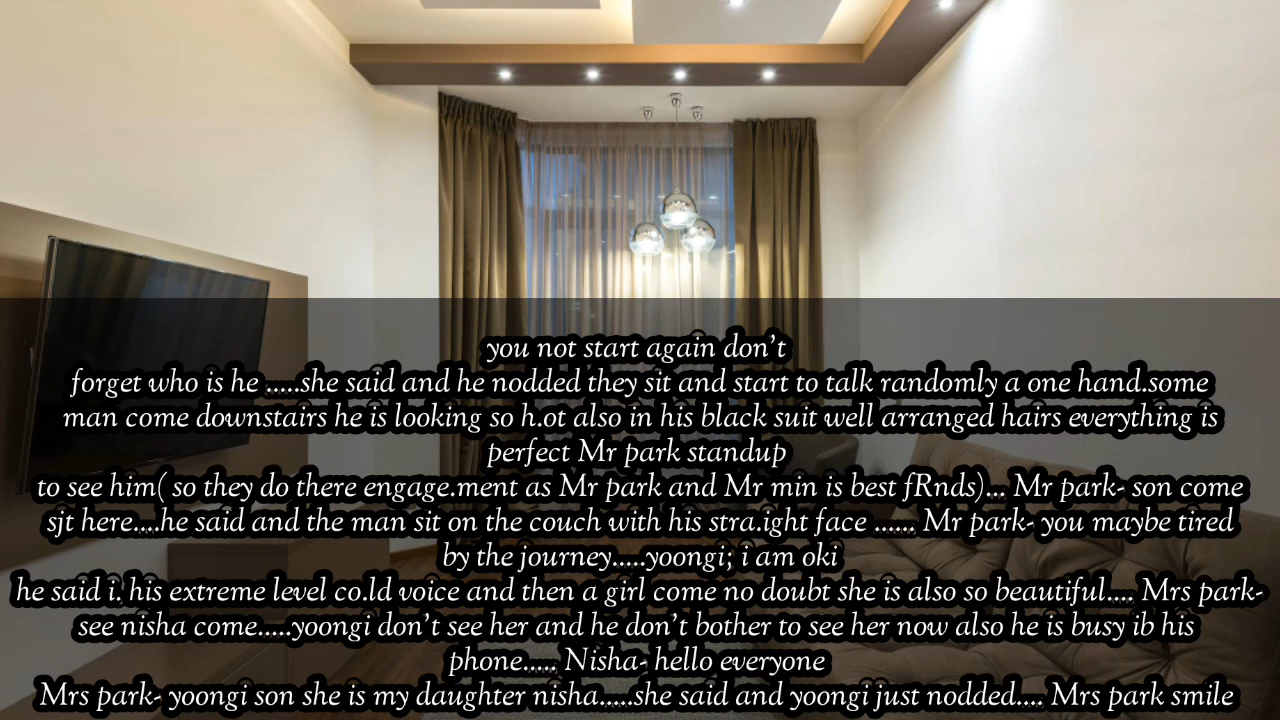 you not start again don't
forget who is he .....she said and he nodded they sit and start to talk randomly a one hand.some
man come downstairs he is looking so h.ot also in his black suit well arranged hairs everything is
perfect Mr park standup
to see him( so they do there engage.ment as Mr park and Mr min is best fRnds)... Mr park- son come
sjt here....he said and the man sit on the couch with his stra.ight face ...... Mr park- you maybe tired
by the journey.....yoongi; i am oki
he said i. his extreme level co.ld voice and then a girl come no doubt she is also so beautiful.... Mrs park-
see nisha come.....yoongi don't see her and he don't bother to see her now also he is busy ib his
phone..... Nisha- hello everyone
Mrs park- yoongi son she is my daughter nisha.....she said and yoongi just nodded.... Mrs park smile